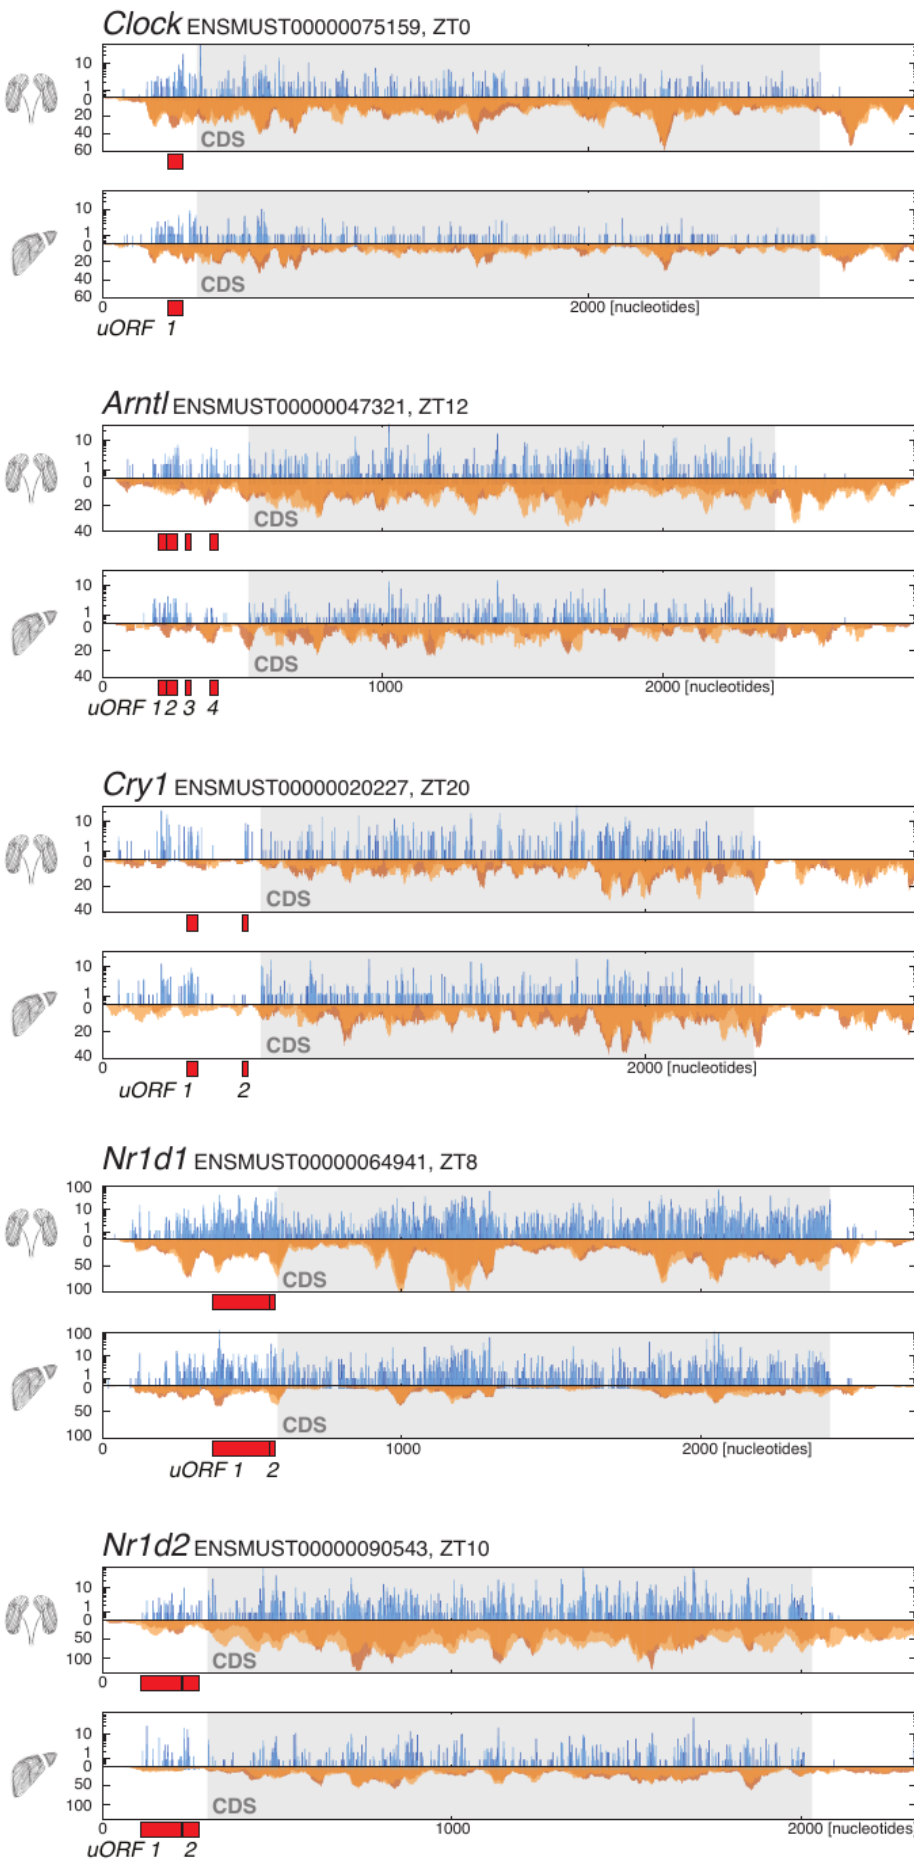 Clock ENSMUST00000075159, ZT0
10
1
0
20
40
60
CDS
10
1
0
20
40
60
CDS
0 2000 [nucleotides]
uORF 1
Arntl ENSMUST00000047321, ZT12
10
1
0
20
40
CDS
10
1
0
20
40
CDS
0 1000 2000 [nucleotides]
uORF 1 2 3 4
Cry1 ENSMUST00000020227, ZT20
10
1
0
20
40
CDS
10
1
0
20
40
CDS
0 2000 [nucleotides]
uORF 1 2
Nr1d1 ENSMUST00000064941, ZT8
100
10
1
0
50
100
CDS
100
10
1
0
50
100
CDS
0 1000 2000 [nucleotides]
uORF 1 2
Nr1d2 ENSMUST00000090543, ZT10
10
1
0
50
100
CDS
0
10
1
0
50
100
CDS
0 1000 2000 [nucleotides]
uORF 1 2